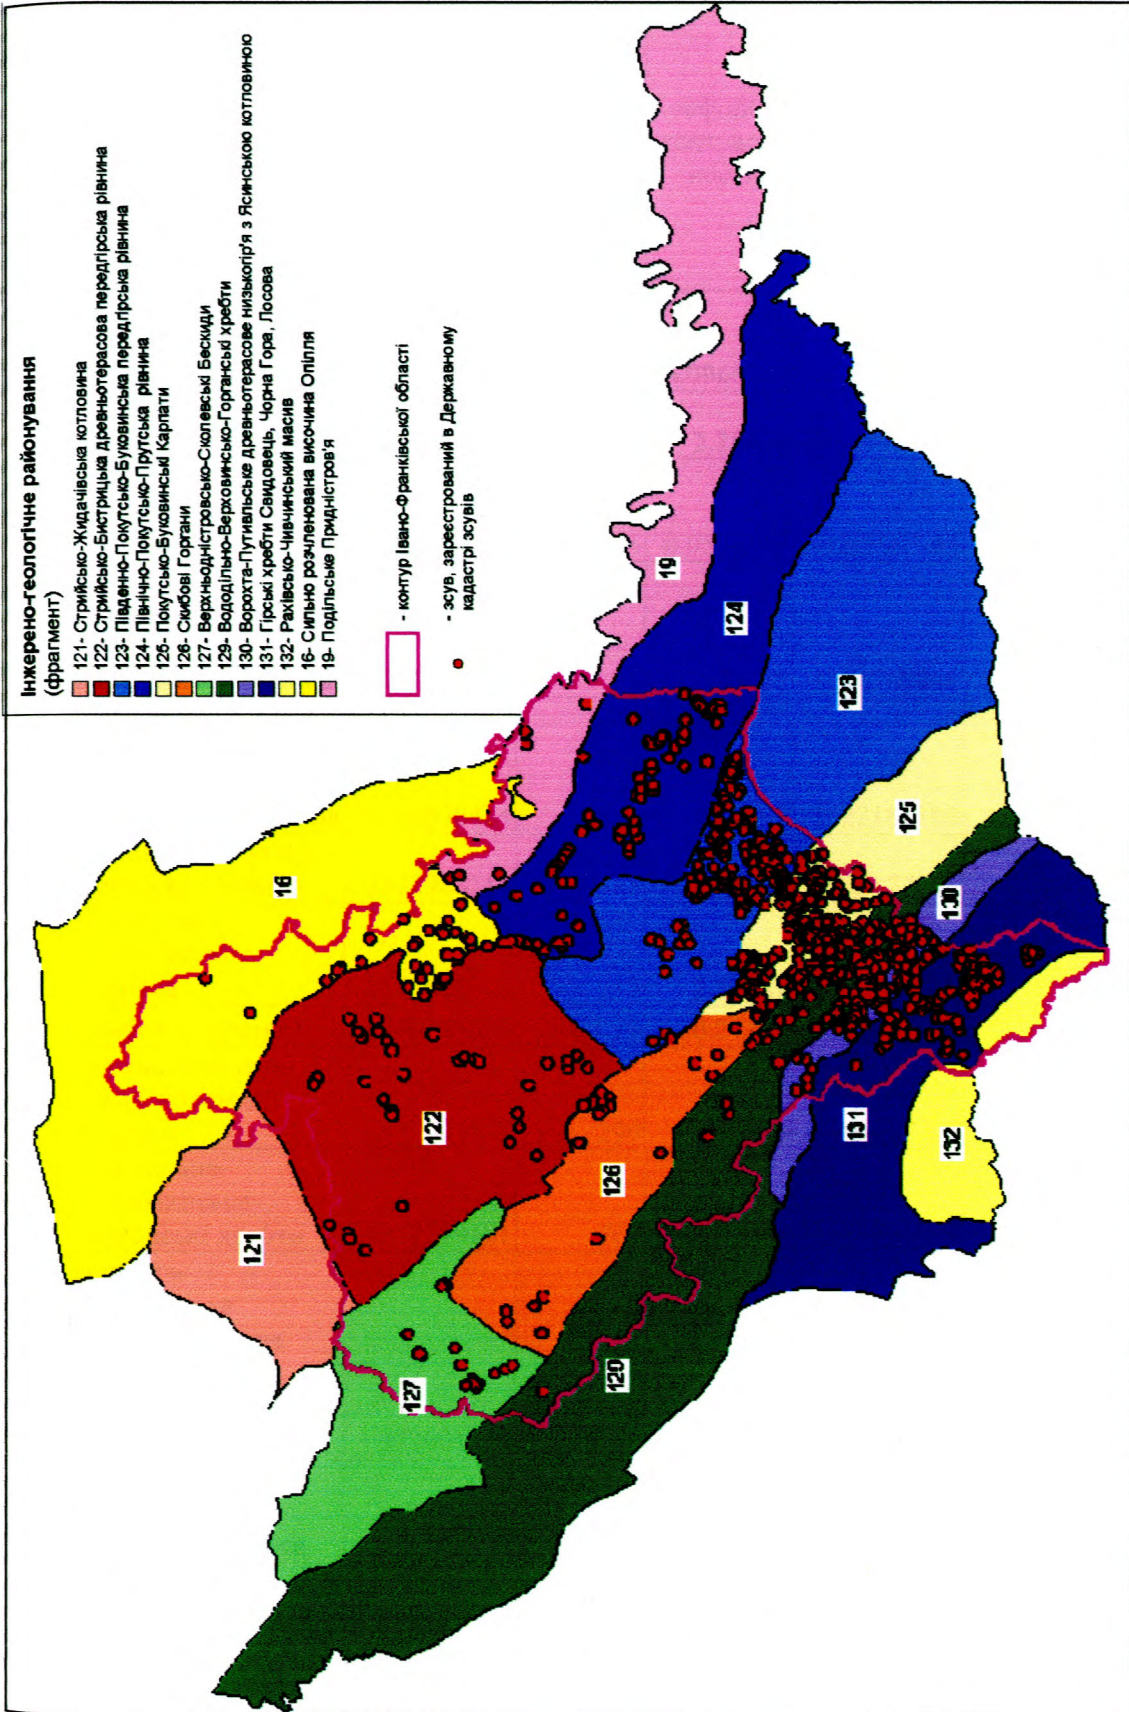 Інжерено-геологічне районування
(фрагмент)
121- Стрийсько-Жидачівська котловина
122- Стрийсько-Бистрицька древньотерасова передгірська рівнина
123- Південно-Покутсько-Буковинська передгірська рівнина
124- Північно-Покутсько-Прутська рівнина
125- Покутсько-Буковинські Карпати
126- Скибові Горгани
127- Верхньодністровсько-Сколевські Бескиди
129- Вододільно-Верховинсько-Горганські хребти
130- Ворохта-Путивльське древньотерасове низькогір'я з Ясинською котловиною
131- Гірські хребти Свидовець, Чорна Гора, Лосова
132- Рахівсько-Чивчинський масив
16- Сильно розчленована височина Опілля
19- Подільське Придністров'я
- контур Івано-Франківської області
- зсув, зареєстрований в Державному
кадастрі зсувів
16
19
121
122
124
123
125
126
127
120
130
131
132